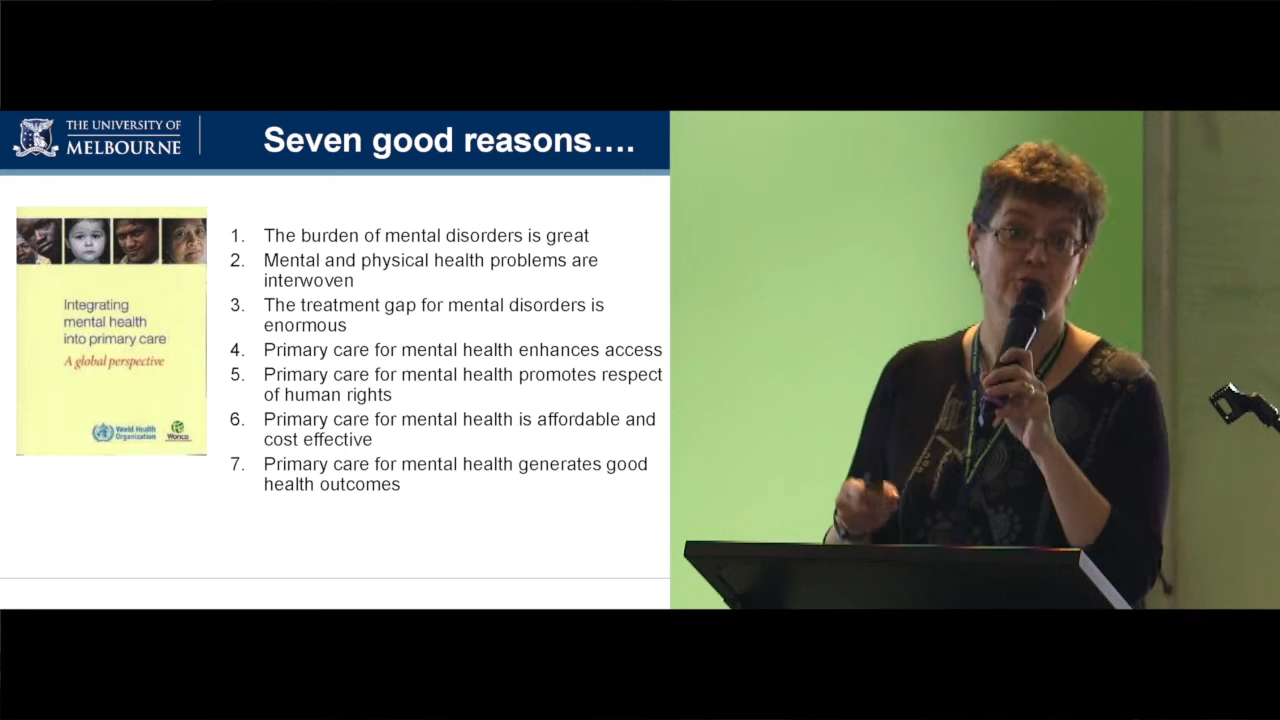 THE UNIVERSITY OF
MELBOURNE
Seven good reasons....
Integrating
mental health
into primary care
A global perspective
World Health
Organization
Wonca
1. The burden of mental disorders is great
2. Mental and physical health problems are
interwoven
3. The treatment gap for mental disorders is
enormous
4. Primary care for mental health enhances access
5. Primary care for mental health promotes respect
of human rights
6. Primary care for mental health is affordable and
cost effective
7. Primary care for mental health generates good
health outcomes